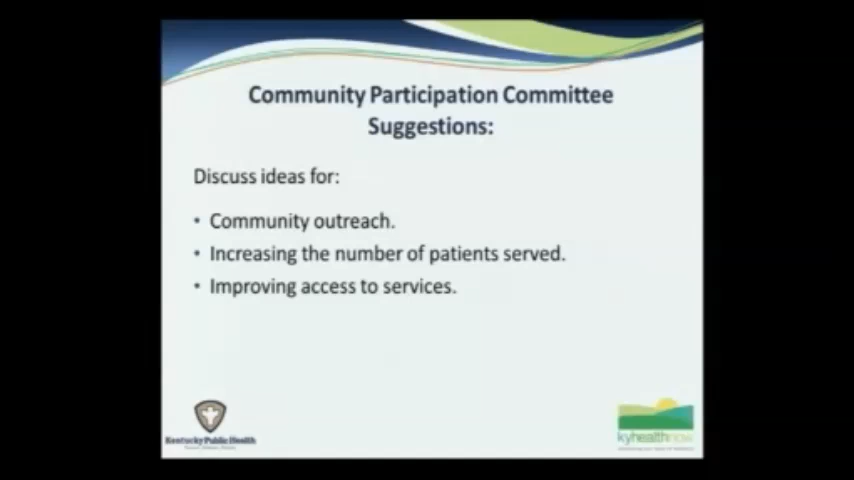 Community Participation Committee
Suggestions:
Discuss ideas for:
• Community outreach.
• Increasing the number of patients served.
• Improving access to services.
Kentucky Public Health
kyhealthnow